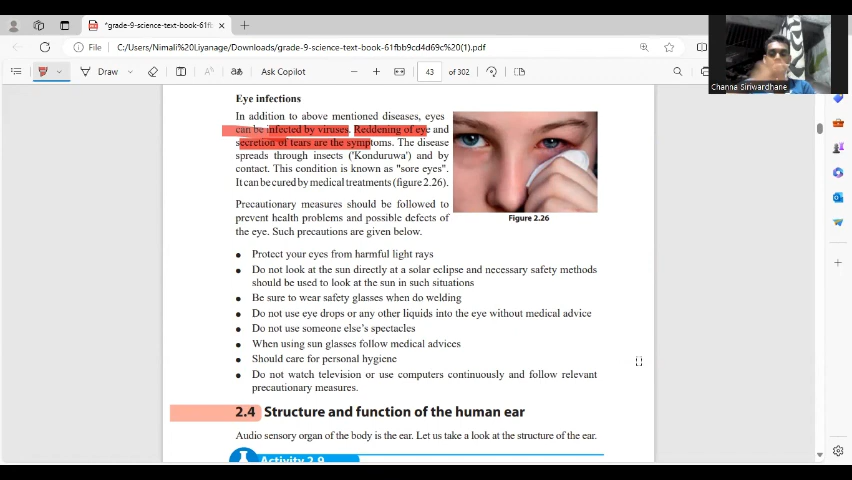 *grade-9-science-text-book-61fb
File
C:/Users/Nimali%20Liyanage/Downloads/grade-9-science-text-book-61fbb9cd4d69c%20(1).pdf
Channa Siriwardhane
Draw
Ask Copilot
43 of 302
Eye infections
In addition to above mentioned diseases, eyes
can be infected by viruses. Reddening of eye and
secretion of tears are the symptoms. The disease
spreads through insects ('Konduruwa') and by
contact. This condition is known as "sore eyes".
It can be cured by medical treatments (figure 2.26).
Figure 2.26
Precautionary measures should be followed to
prevent health problems and possible defects of
the eye. Such precautions are given below.
● Protect your eyes from harmful light rays
● Do not look at the sun directly at a solar eclipse and necessary safety methods
should be used to look at the sun in such situations
● Be sure to wear safety glasses when do welding
● Do not use eye drops or any other liquids into the eye without medical advice
● Do not use someone else's spectacles
● When using sun glasses follow medical advices
● Should care for personal hygiene
● Do not watch television or use computers continuously and follow relevant
precautionary measures.
2.4 Structure and function of the human ear
Audio sensory organ of the body is the ear. Let us take a look at the structure of the ear.
Activity 2.9